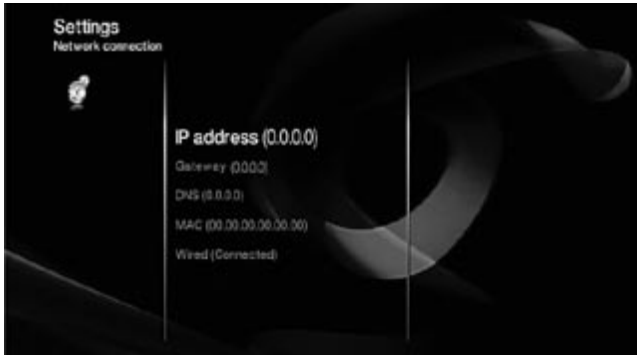 Settings
Network connection
IP address (0.0.0.0)
Gateway (0.0.0.0)
DNS (0.0.0.0)
MAC (00.00.00.00.00.00)
Wired (Connected)